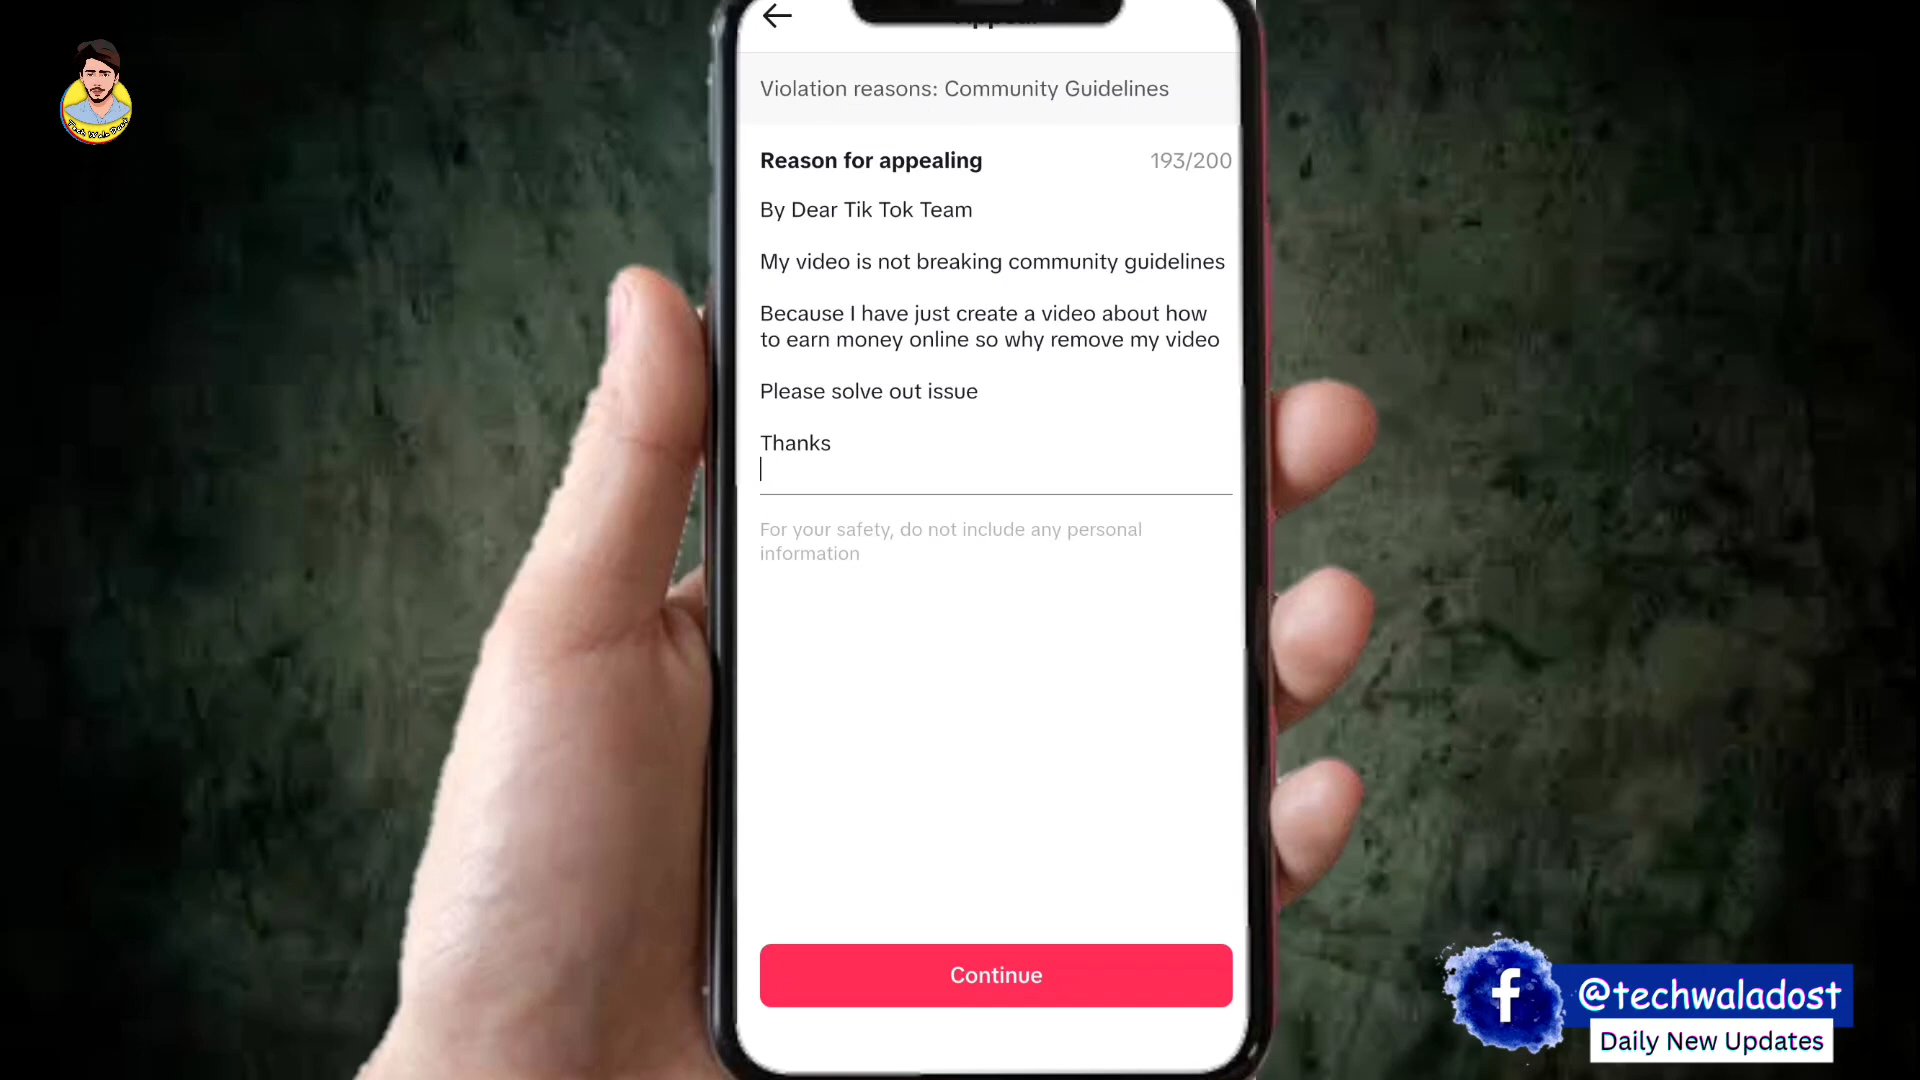 Violation reasons: Community Guidelines
Reason for appealing 193/200
By Dear Tik Tok Team
My video is not breaking community guidelines
Because I have just create a video about how
to earn money online so why remove my video
Please solve out issue
Thanks
For your safety, do not include any personal
information
Continue
@techwaladost
Daily New Updates